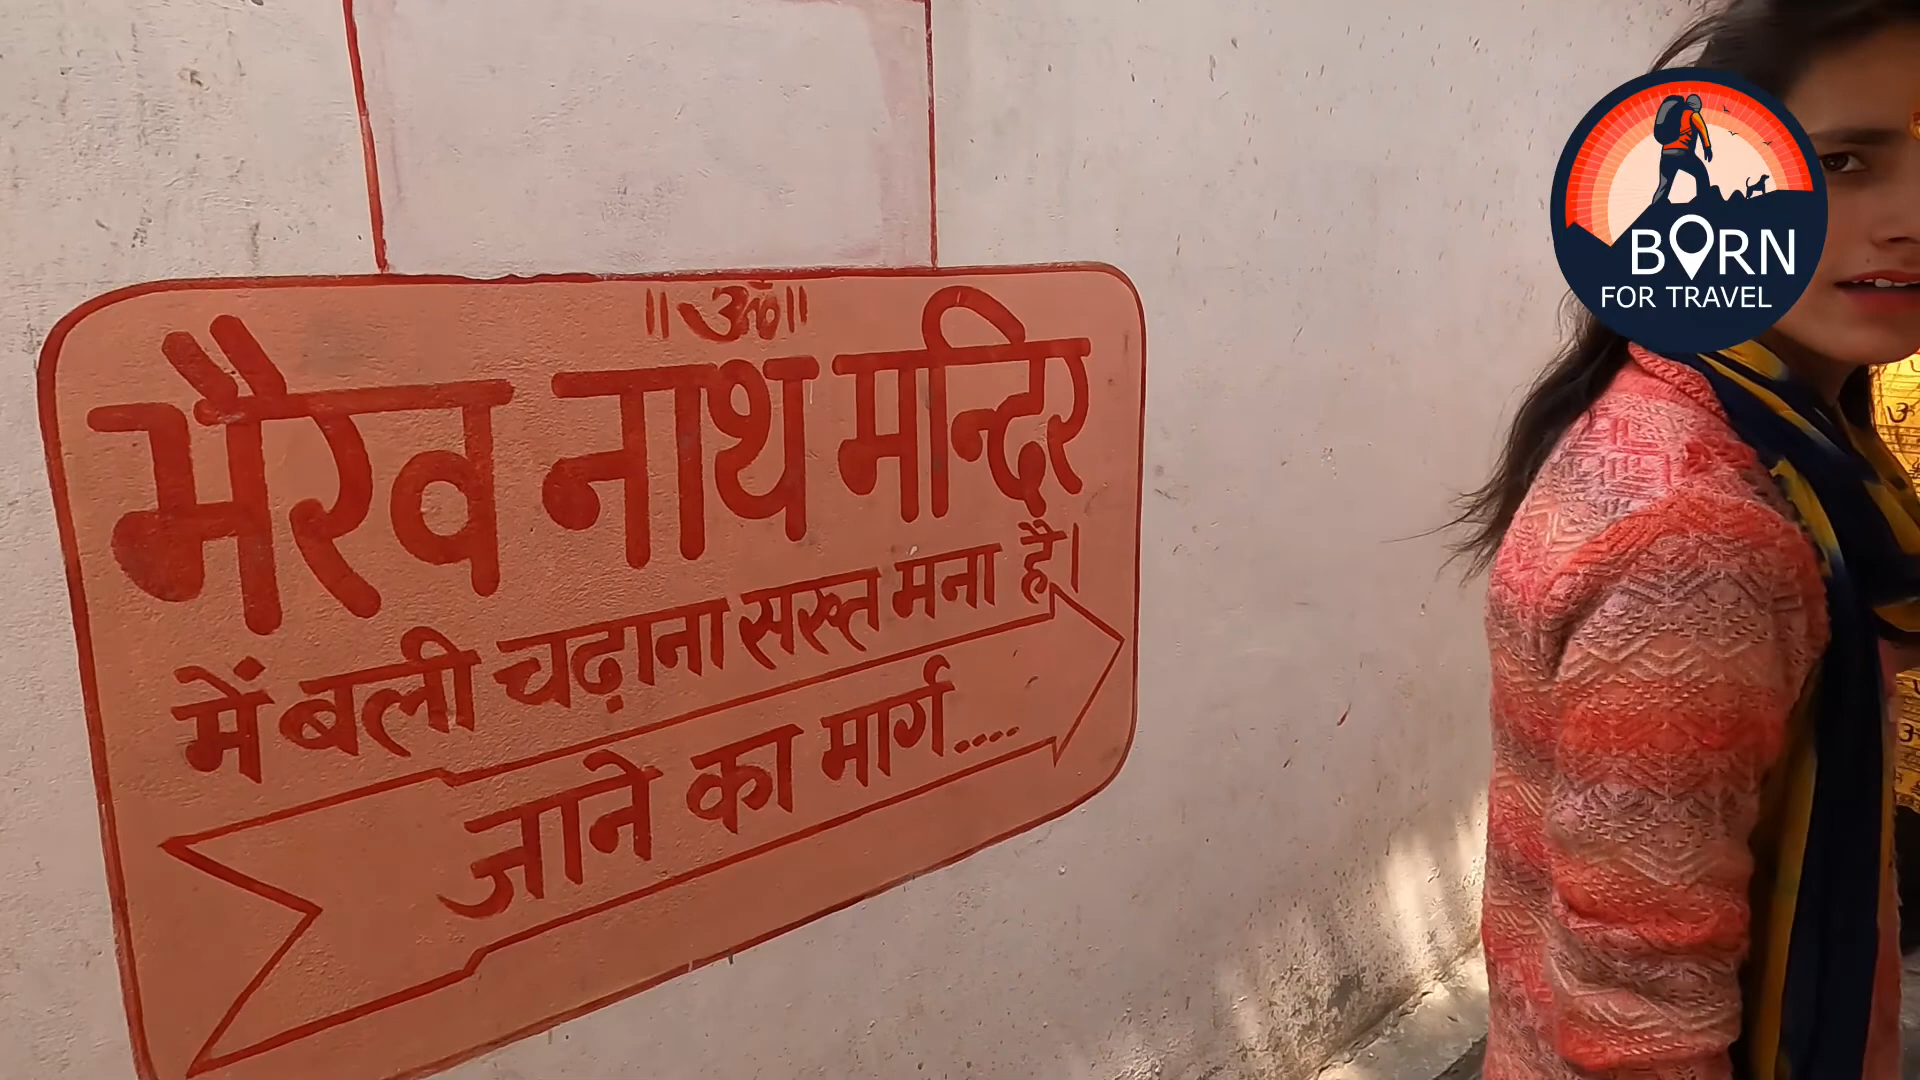 ॥ ॐ ॥
भैरव नाथ मन्दिर
में बली चढ़ाना सख्त मना है।
जाने का मार्ग....
BORN
FOR TRAVEL
ॐ